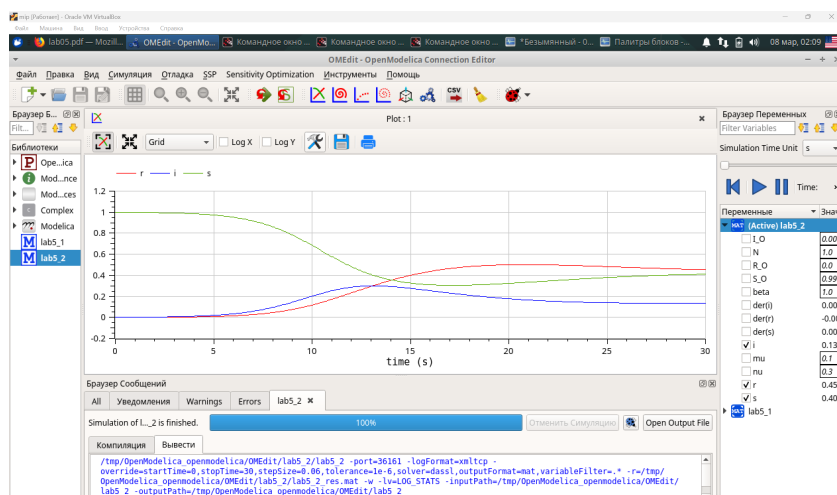 mip [Работает] - Oracle VM VirtualBox
Файл Машина Вид Ввод Устройства Справка
lab05.pdf — Mozill... OMEdit - OpenMo... Командное окно ... Командное окно ... Командное окно ... *Безымянный - 0... Палитры блоков -... 08 мар, 02:09
OMEdit - OpenModelica Connection Editor
Файл Правка Вид Симуляция Отладка SSP Sensitivity Optimization Инструменты Помощь
CSV
Браузер Б...
Filt...
Библиотеки
P Ope...ica
Mod...nce
Mod...ces
Complex
Modelica
M lab5_1
M lab5_2
Plot : 1
Grid Log X Log Y
r i s
1.2
1
0.8
0.6
0.4
0.2
0
-0.2
0 5 10 15 20 25 30
time (s)
Браузер Сообщений
All Уведомления Warnings Errors lab5_2
Simulation of l..._2 is finished. 100% Отменить Симуляцию Open Output File
Компиляция Вывести
/tmp/OpenModelica_openmodelica/OMEdit/lab5_2/lab5_2 -port=36161 -logFormat=xmltcp -
override=startTime=0,stopTime=30,stepSize=0.06,tolerance=1e-6,solver=dassl,outputFormat=mat,variableFilter=.* -r=/tmp/
OpenModelica_openmodelica/OMEdit/lab5_2/lab5_2_res.mat -w -lv=LOG_STATS -inputPath=/tmp/OpenModelica_openmodelica/OMEdit/
lab5_2 -outputPath=/tmp/OpenModelica_openmodelica/OMEdit/lab5_2
Браузер Переменных
Filter Variables
Simulation Time Unit s
Time:
Переменные Знач
MAT (Active) lab5_2
I_O 0.00
N 1.0
R_O 0.0
S_O 0.99
beta 1.0
der(i) 0.00
der(r) -0.00
der(s) 0.00
i 0.13
mu 0.1
nu 0.3
r 0.45
s 0.40
MAT lab5_1